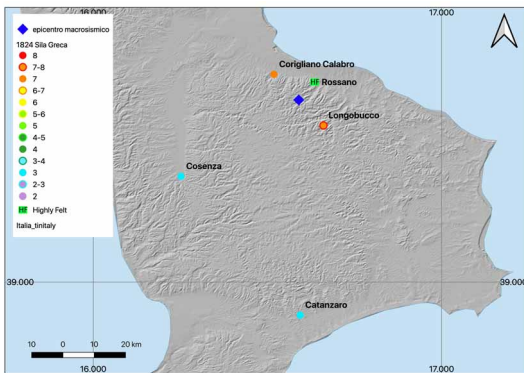 16.000
17.000
epicentro macrosismico
1824 Sila Greca
8
7-8
7
6-7
6
5-6
5
4-5
4
3-4
3
2-3
2
HF Highly Felt
Italia_tinitaly
Corigliano Calabro
HF Rossano
Longobucco
Cosenza
39.000
39.000
Catanzaro
10 0 10 20 km
16.000
17.000